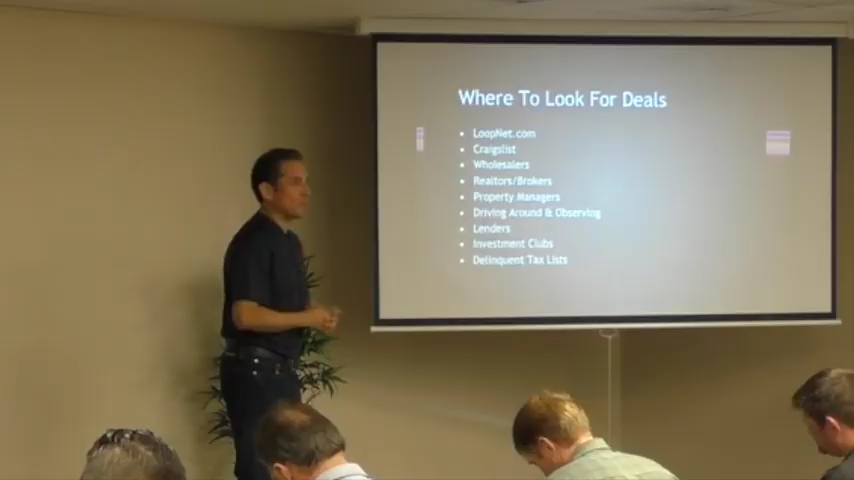 Where To Look For Deals
• LoopNet.com
• Craigslist
• Wholesalers
• Realtors/Brokers
• Property Managers
• Driving Around & Observing
• Lenders
• Investment Clubs
• Delinquent Tax Lists